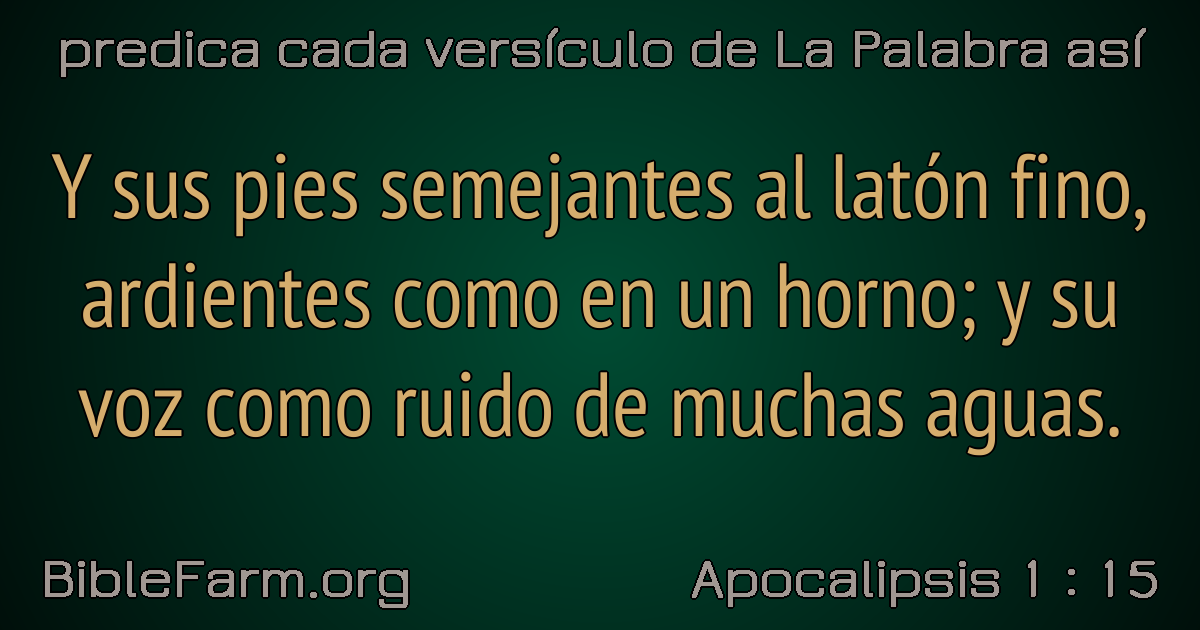 predica cada versículo de La Palabra así
Y sus pies semejantes al latón fino,
ardientes como en un horno; y su
voz como ruido de muchas aguas.
BibleFarm.org
Apocalipsis 1 : 15